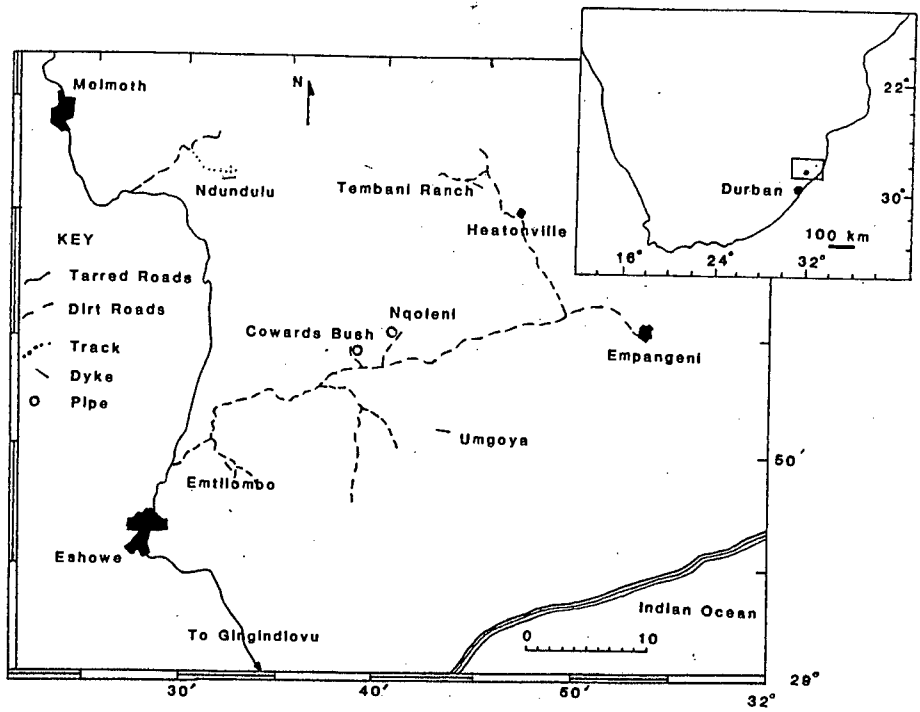 Molmoth
N
22°
Ndundulu
Tembani Ranch
Durban
30°
Heatonville
KEY
100 km
16°
24°
32°
Tarred Roads
Dirt Roads
Nqoleni
Cowards Bush
Track
Empangeni
Dyke
Pipe
Umgoya
50'
Emtilombo
Eshowe
Indian Ocean
To Gingindlovu
0
10
29°
30'
40'
50'
32°